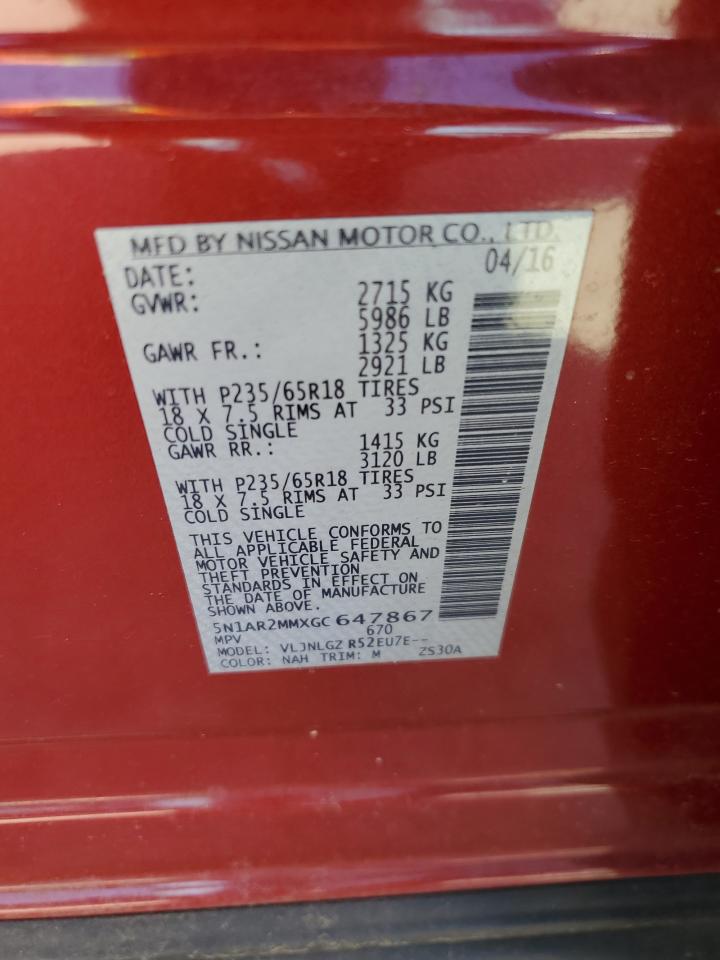 MFD BY NISSAN MOTOR CO., LTD.
DATE: 04/16
GVWR: 2715 KG
5986 LB
GAWR FR.: 1325 KG
2921 LB
WITH P235/65R18 TIRES
18 X 7.5 RIMS AT 33 PSI
COLD SINGLE
GAWR RR.: 1415 KG
3120 LB
WITH P235/65R18 TIRES
18 X 7.5 RIMS AT 33 PSI
COLD SINGLE
THIS VEHICLE CONFORMS TO
ALL APPLICABLE FEDERAL
MOTOR VEHICLE SAFETY AND
THEFT PREVENTION
STANDARDS IN EFFECT ON
THE DATE OF MANUFACTURE
SHOWN ABOVE.
5N1AR2MMXGC647867
MPV 670
MODEL: VLJNLGZ R52EU7E--
COLOR: NAH TRIM: M ZS30A